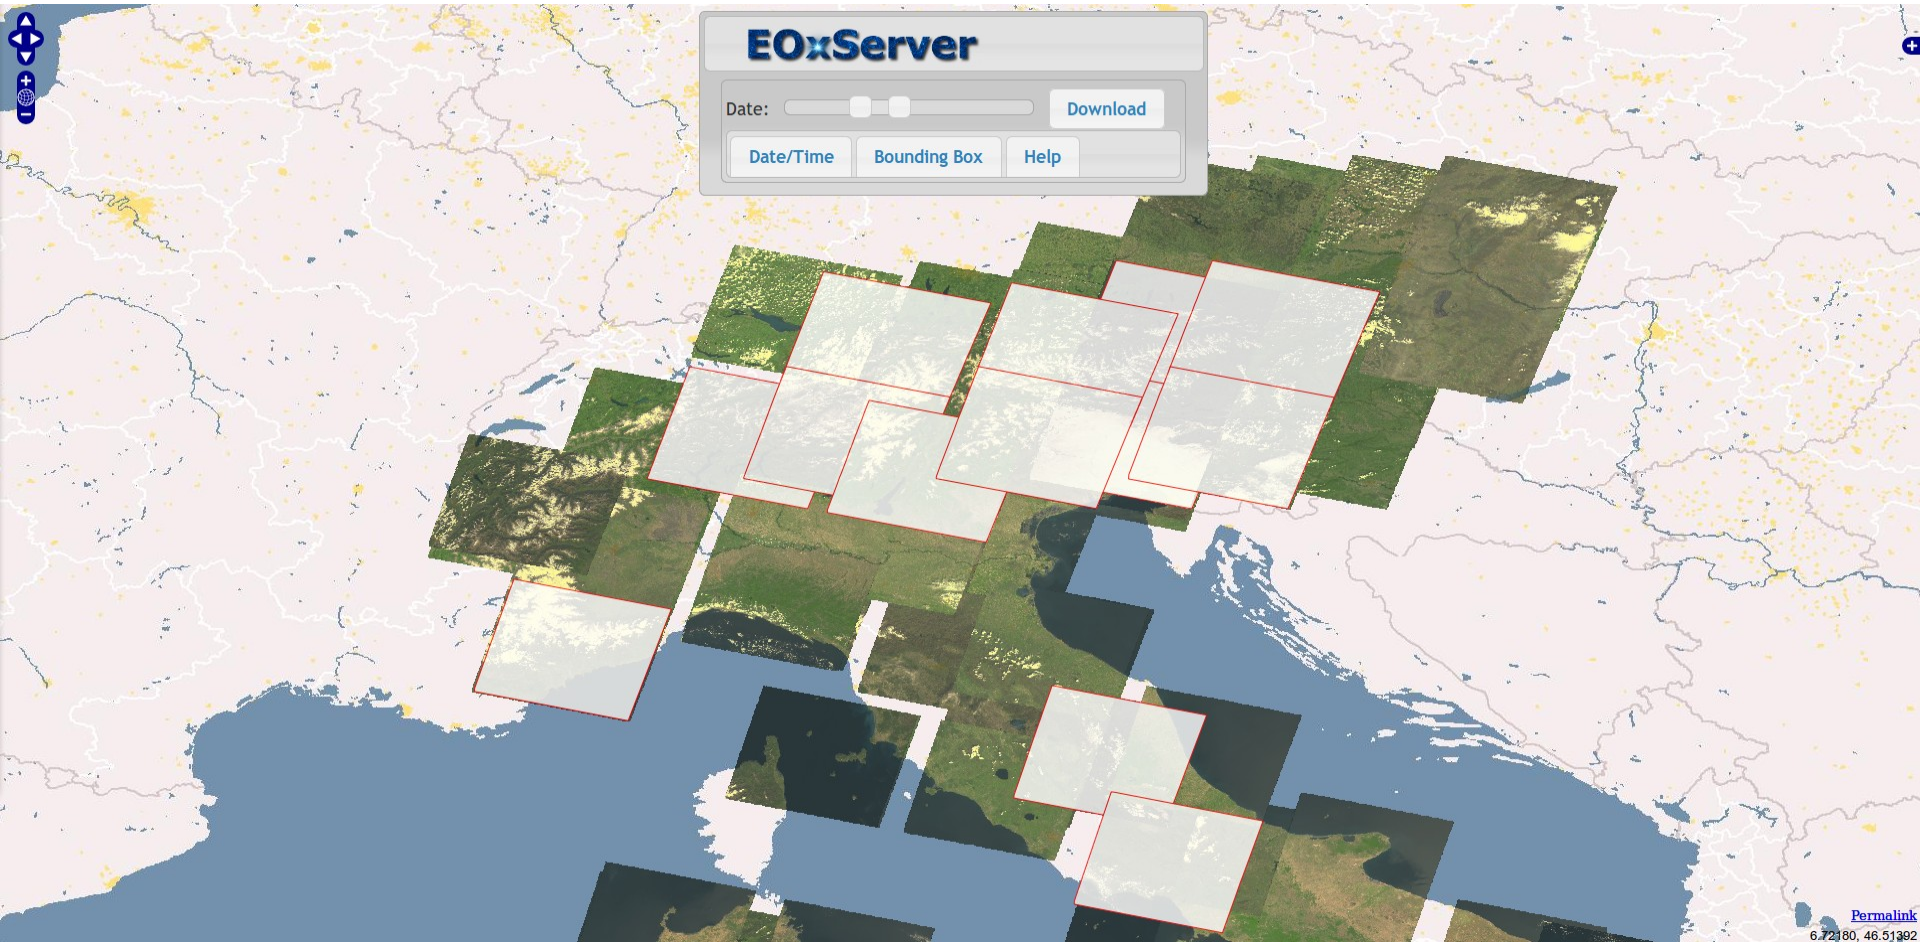 EOxServer
Date:
Download
Date/Time
Bounding Box
Help
Permalink
6.72180, 46.51392